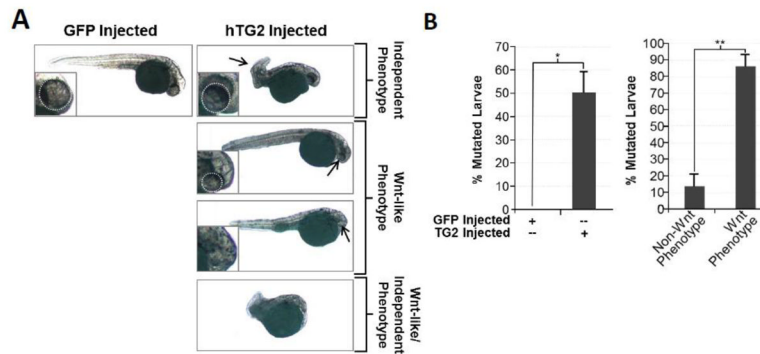 A
GFP Injected
hTG2 Injected
Independent
Phenotype
Wnt-like
Phenotype
Wnt-like/
Independent
Phenotype
B
% Mutated Larvae
70
60
50
40
30
20
10
0
*
GFP Injected + --
TG2 Injected -- +
% Mutated Larvae
100
90
80
70
60
50
40
30
20
10
0
**
Non-Wnt
Phenotype
Wnt
Phenotype